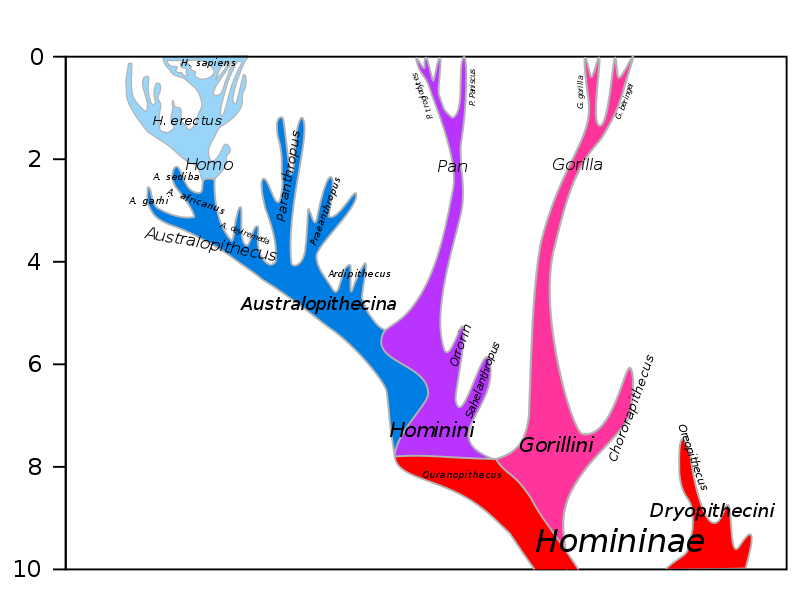 0
H. sapiens
P. troglodytes
P. Paniscus
G. gorilla
G. beringei
H. erectus
2
Homo
Pan
Gorilla
A. sediba
A. garhi
A. africanus
Paranthropus
Praeanthropus
A. deyiremeda
Australopithecus
4
Ardipithecus
Australopithecina
6
Orrorin
Sahelanthropus
Chororapithecus
Hominini
Gorillini
8
Ouranopithecus
Oreopithecus
Dryopithecini
Homininae
10